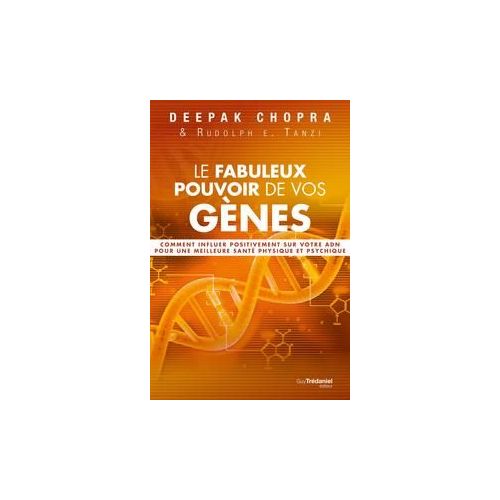 DEEPAK CHOPRA
& RUDOLPH E. TANZI
LE FABULEUX
POUVOIR DE VOS
GÈNES
COMMENT INFLUER POSITIVEMENT SUR VOTRE ADN
POUR UNE MEILLEURE SANTÉ PHYSIQUE ET PSYCHIQUE
Guy Trédaniel
éditeur